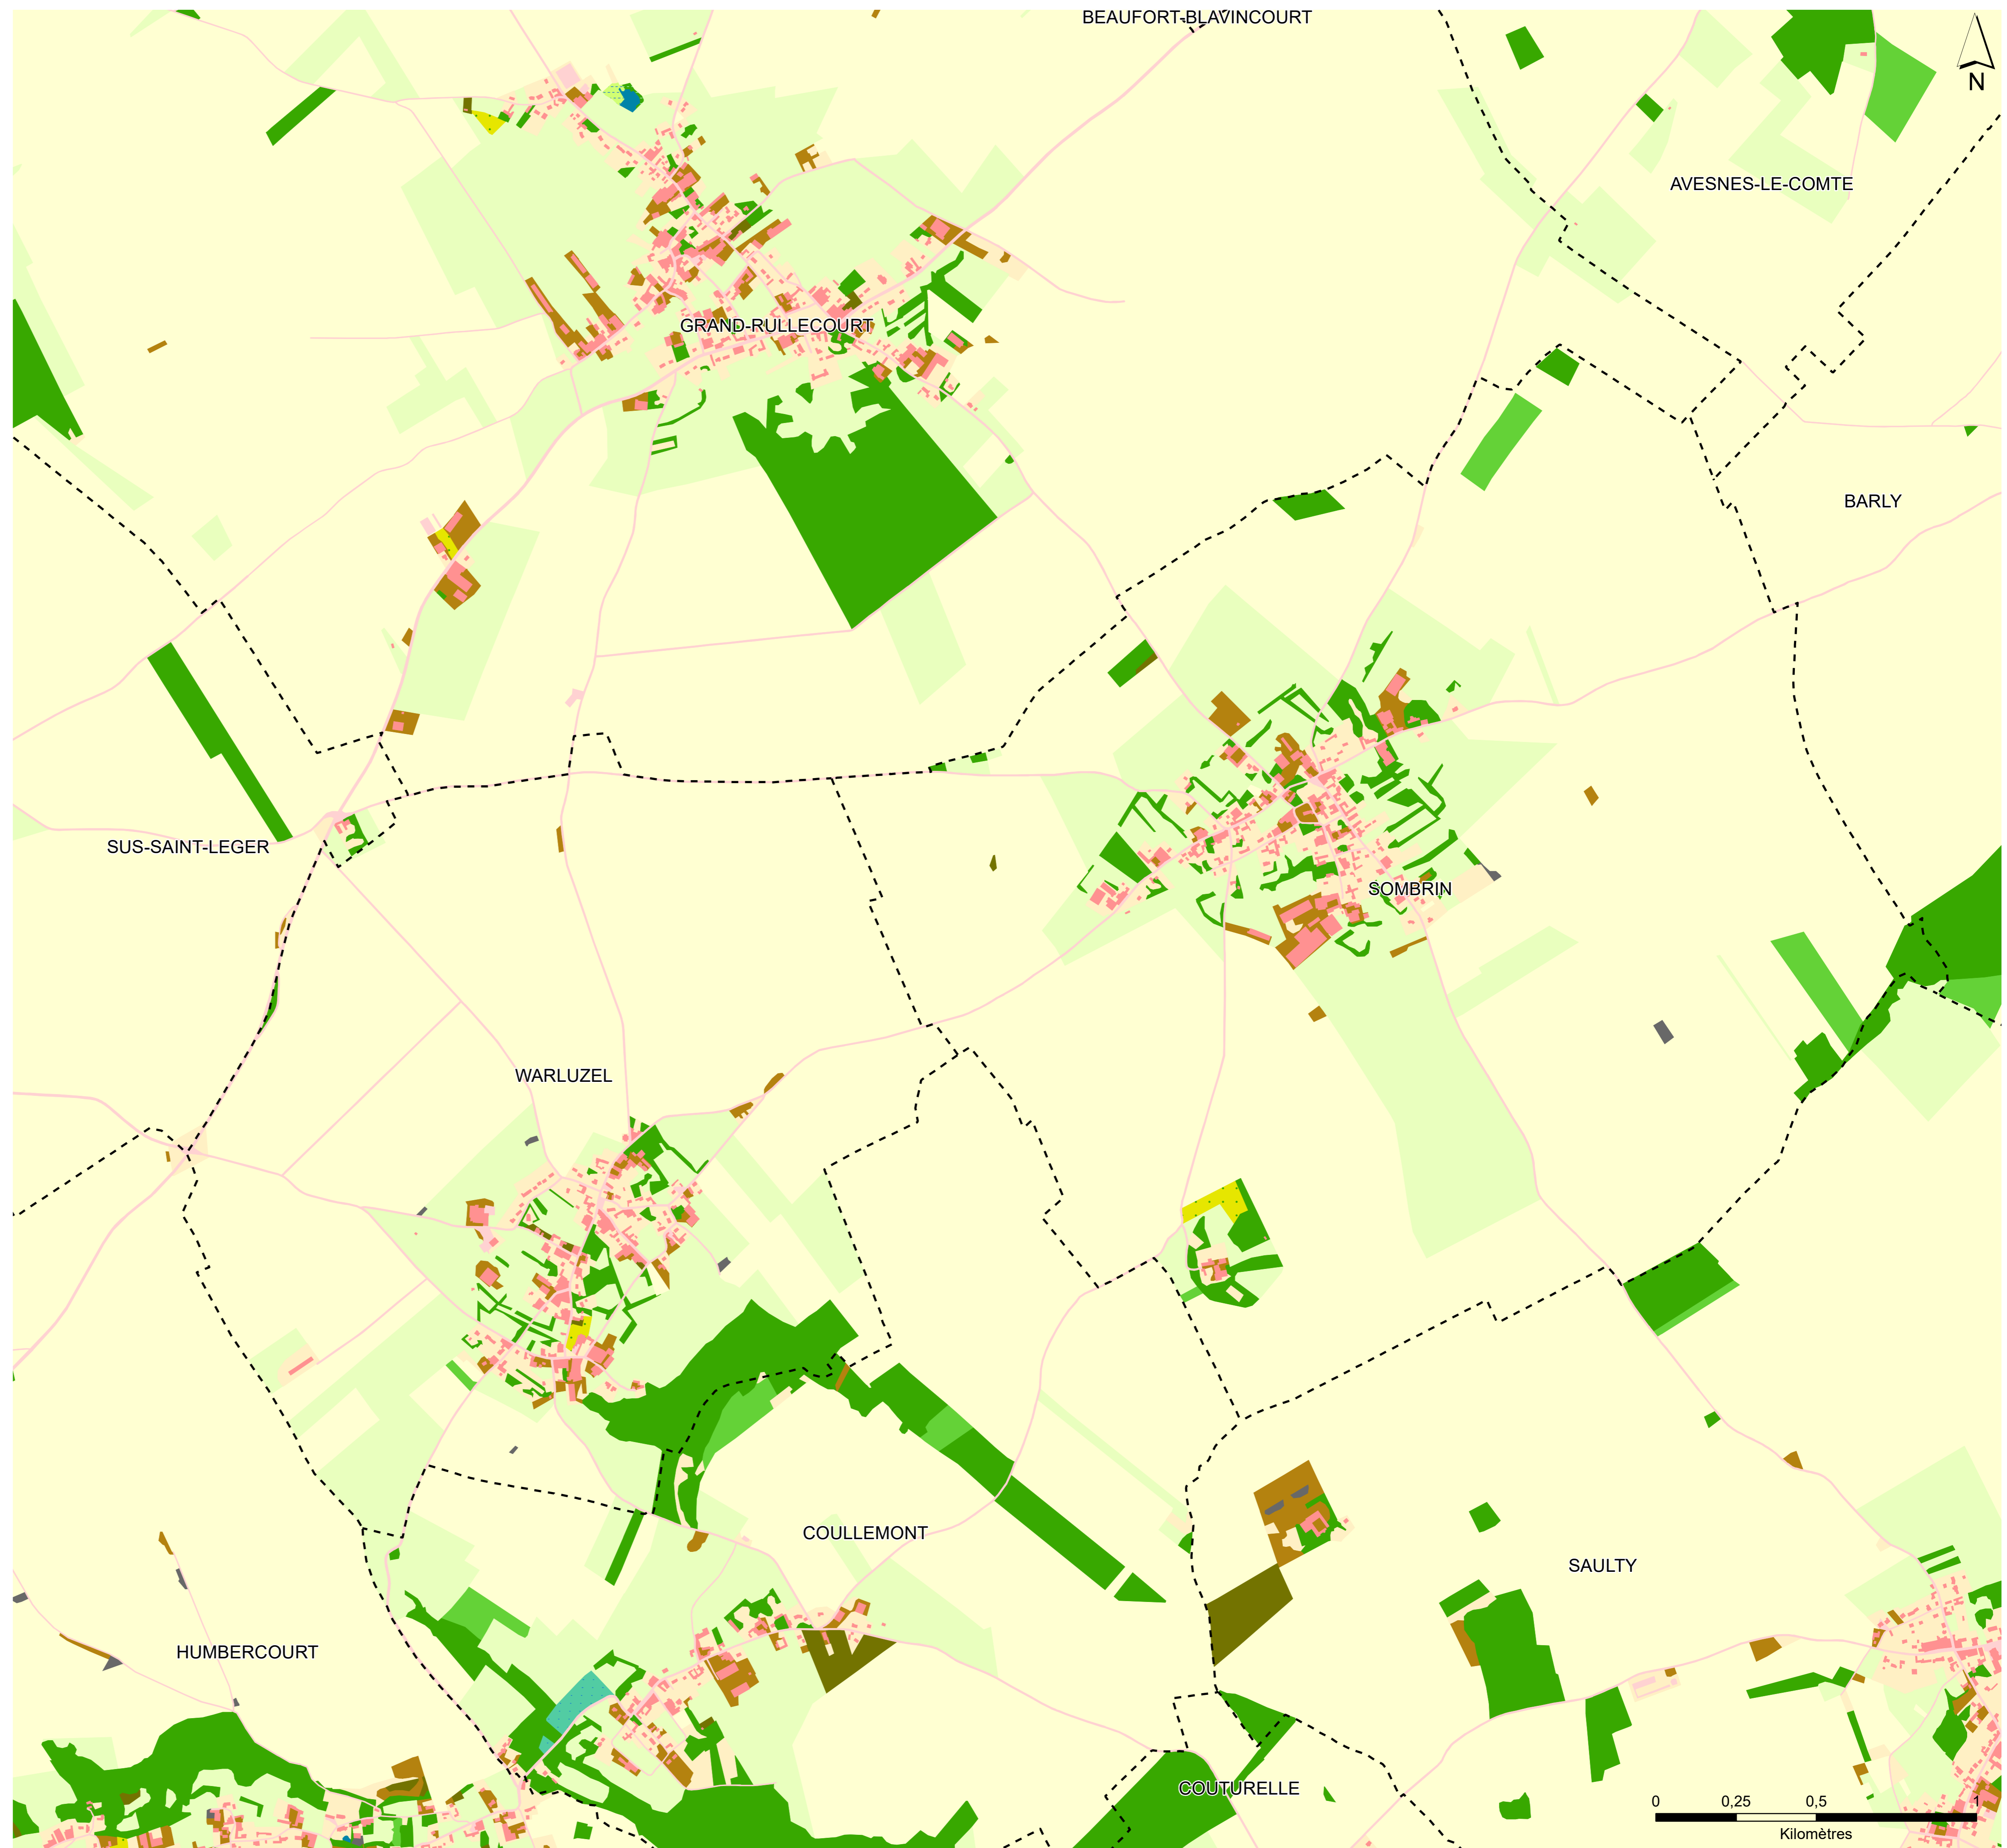 BEAUFORT-BLAVINCOURT
N
AVESNES-LE-COMTE
GRAND-RULLECOURT
BARLY
SUS-SAINT-LEGER
SOMBRIN
WARLUZEL
COULLEMONT
SAULTY
HUMBERCOURT
COUTURELLE
0 0,25 0,5 1
Kilomètres